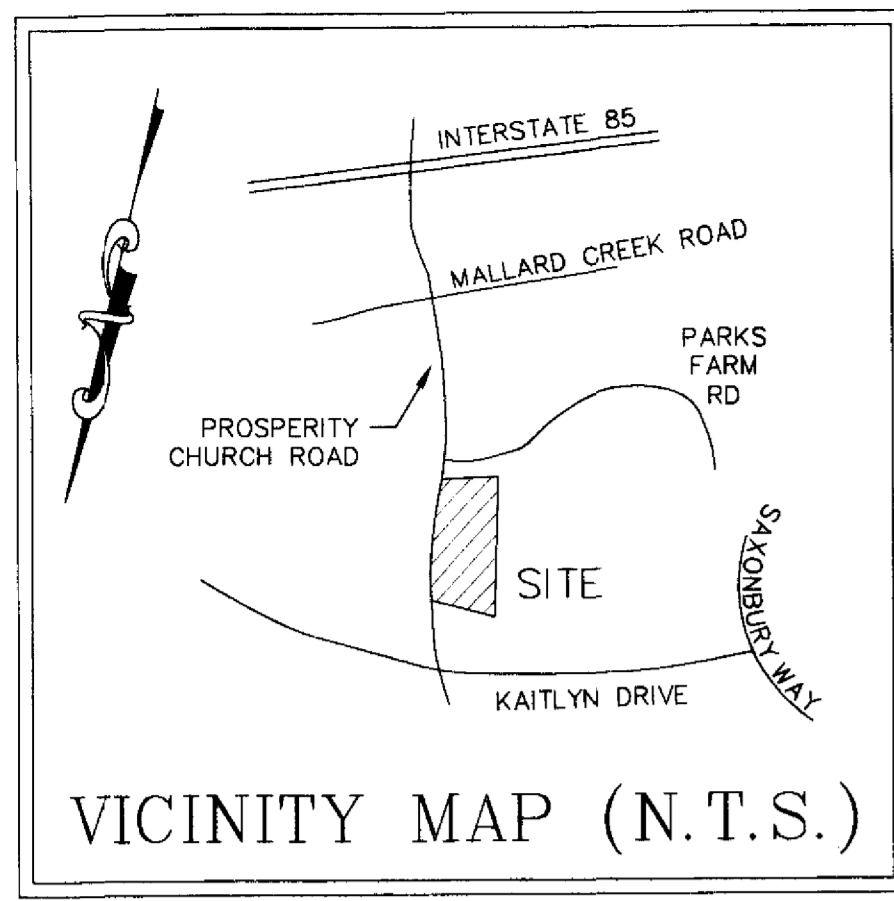 INTERSTATE 85
MALLARD CREEK ROAD
PARKS
FARM
RD
PROSPERITY
CHURCH ROAD
SITE
SAXONBURY WAY
KAITLYN DRIVE
VICINITY MAP (N.T.S.)